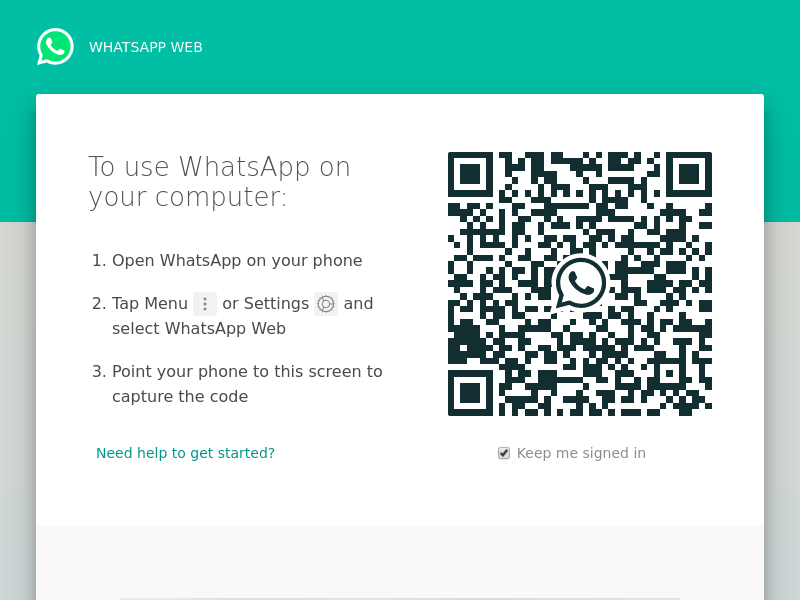 WHATSAPP WEB
To use WhatsApp on
your computer:
1. Open WhatsApp on your phone
2. Tap Menu or Settings and
select WhatsApp Web
3. Point your phone to this screen to
capture the code
Need help to get started?
Keep me signed in